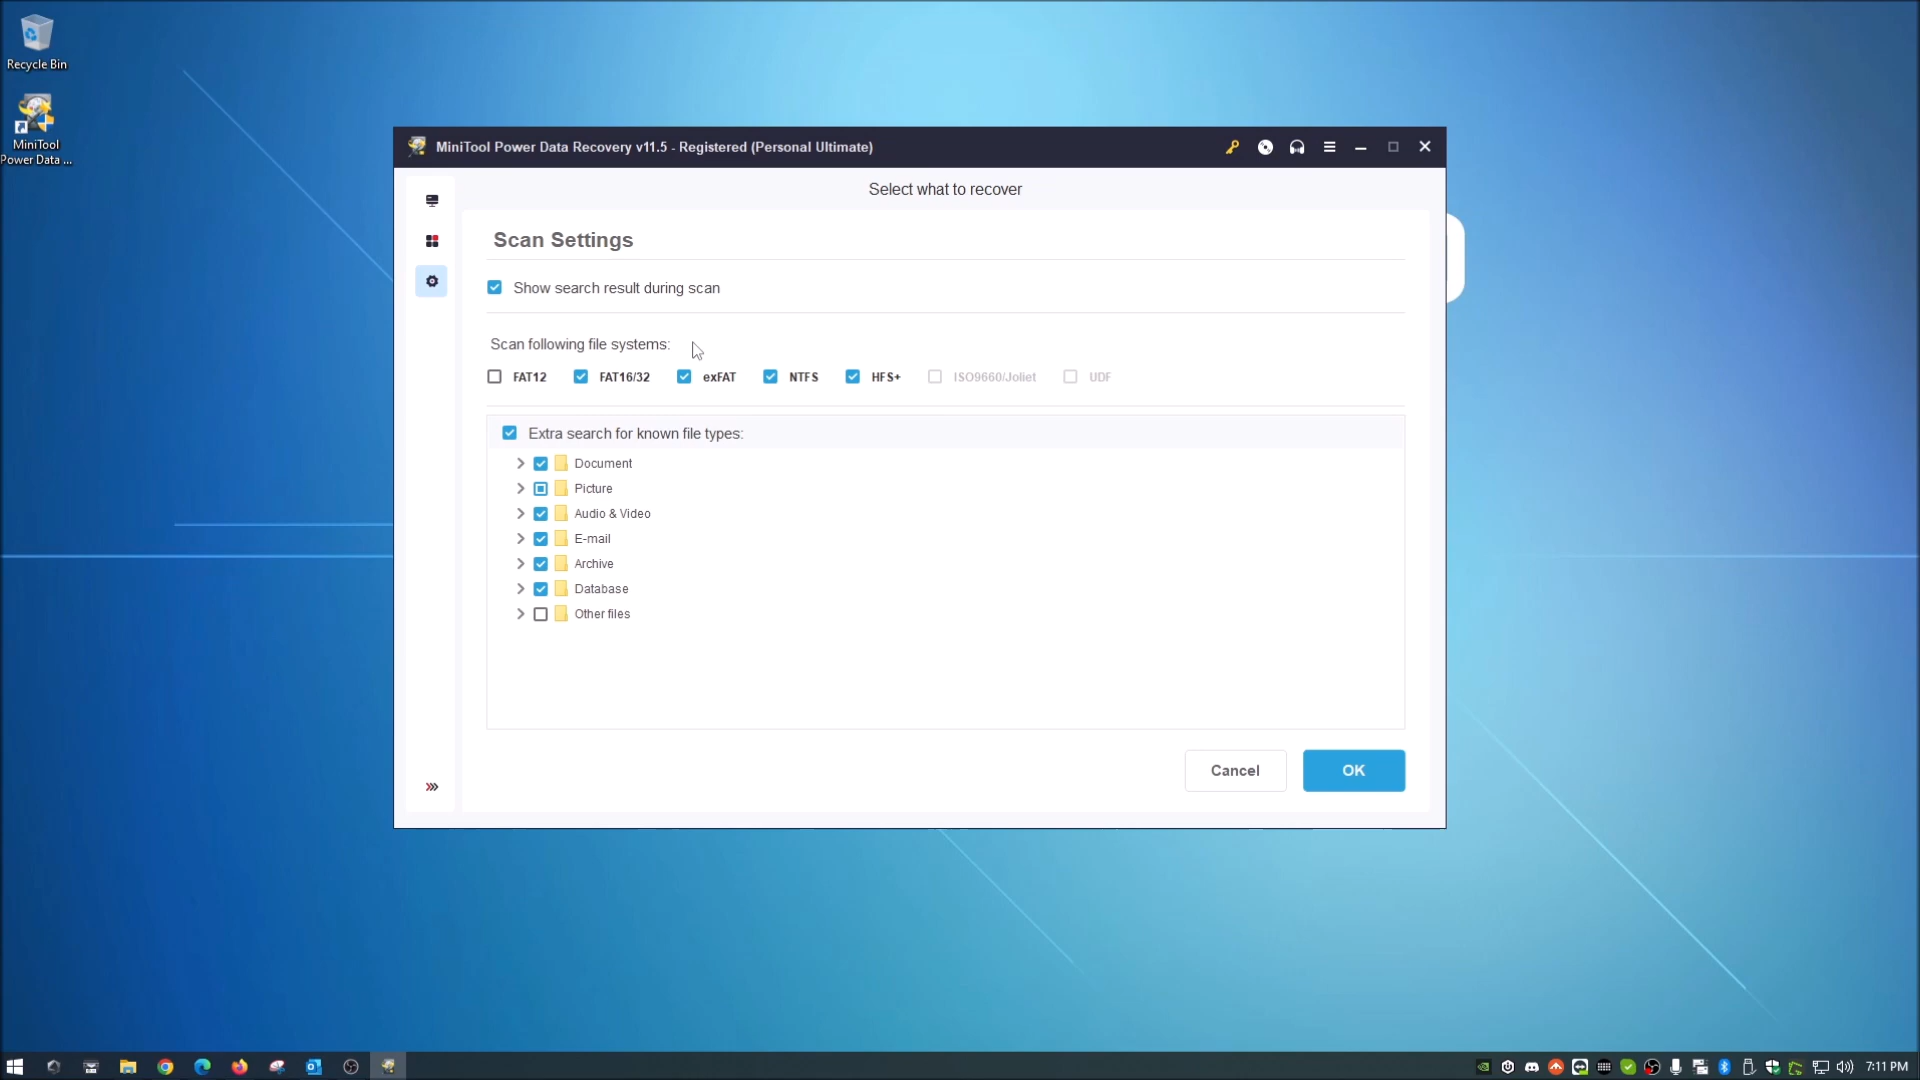 Recycle Bin
MiniTool
Power Data ...
MiniTool Power Data Recovery v11.5 - Registered (Personal Ultimate)
Select what to recover
Scan Settings
Show search result during scan
Scan following file systems:
FAT12 FAT16/32 exFAT NTFS HFS+ ISO9660/Joliet UDF
Extra search for known file types:
Document
Picture
Audio & Video
E-mail
Archive
Database
Other files
Cancel OK
7:11 PM